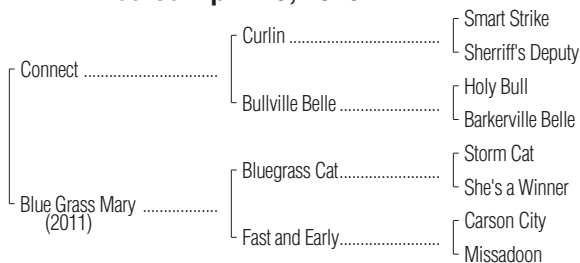 Smart Strike
Curlin ..........................................
Sherriff's Deputy
Connect .....................................
Holy Bull
Bullville Belle .............................
Barkerville Belle
Storm Cat
Bluegrass Cat............................
She's a Winner
Blue Grass Mary .....................
(2011)
Carson City
Fast and Early............................
Missadoon